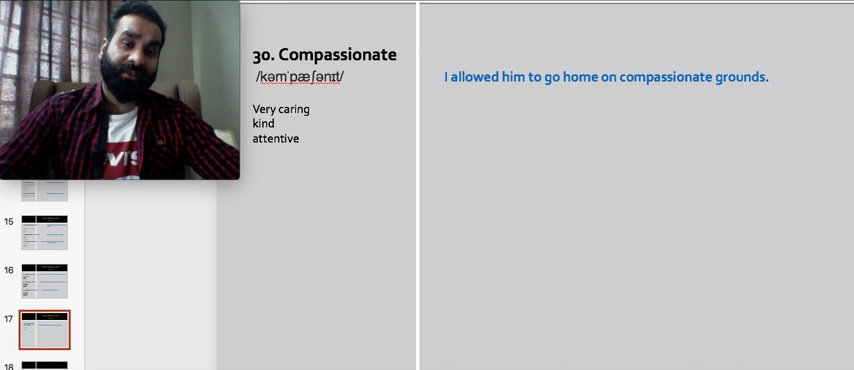 30. Compassionate
/kəmˈpæʃənɪt/
Very caring
kind
attentive
I allowed him to go home on compassionate grounds.
15
16
17
18